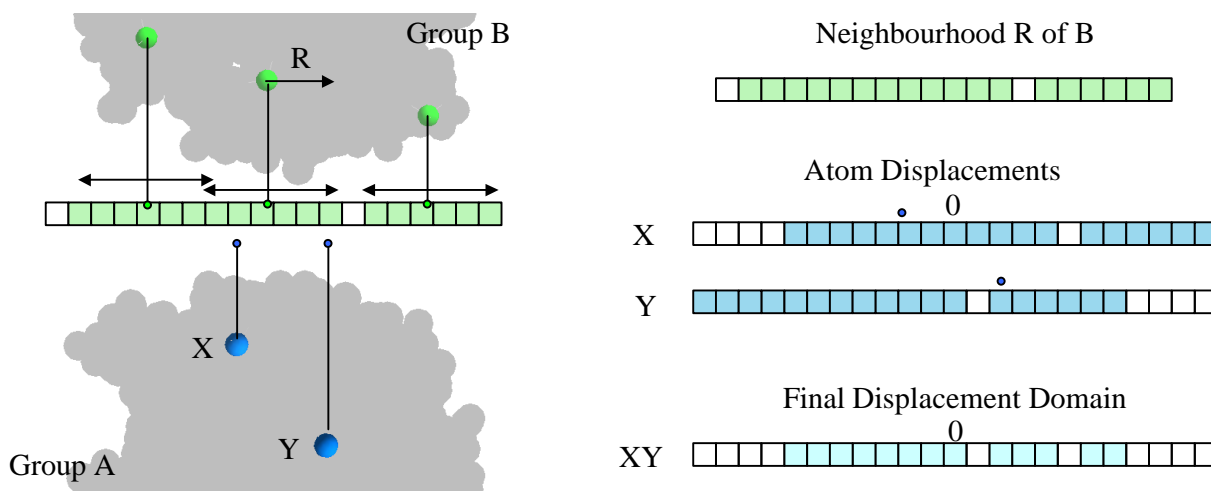 Group B
R
X
Y
Group A
Neighbourhood R of B
Atom Displacements
0
X
Y
Final Displacement Domain
0
XY